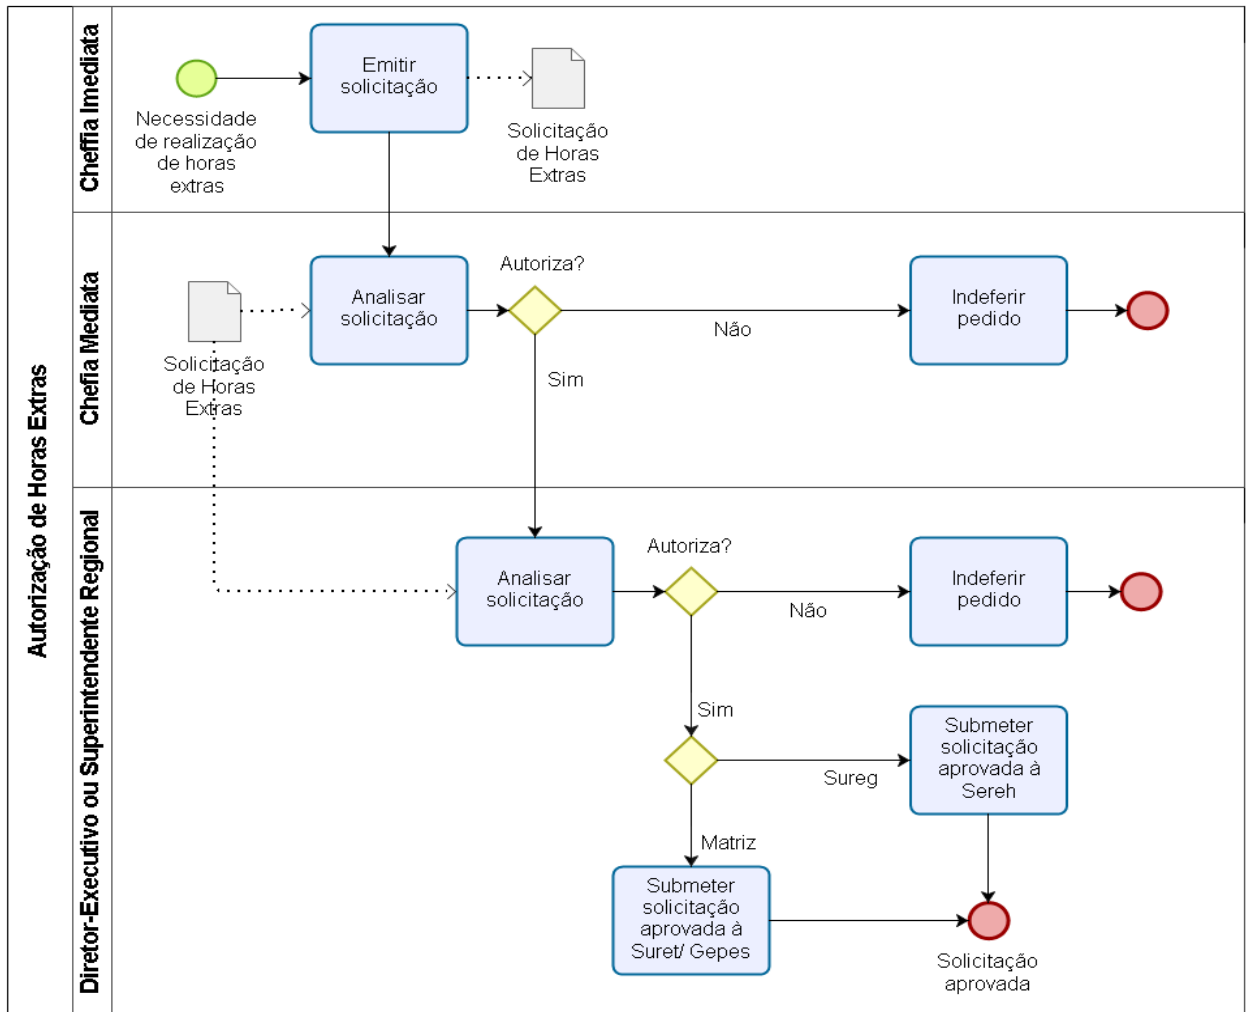 Autorização de Horas Extras
Cheffia Imediata
Necessidade
de realização
de horas
extras
Emitir
solicitação
Solicitação
de Horas
Extras
Chefia Mediata
Solicitação
de Horas
Extras
Analisar
solicitação
Autoriza?
Não
Sim
Indeferir
pedido
Diretor-Executivo ou Superintendente Regional
Analisar
solicitação
Autoriza?
Não
Sim
Indeferir
pedido
Sureg
Submeter
solicitação
aprovada à
Sereh
Matriz
Submeter
solicitação
aprovada à
Suret/ Gepes
Solicitação
aprovada